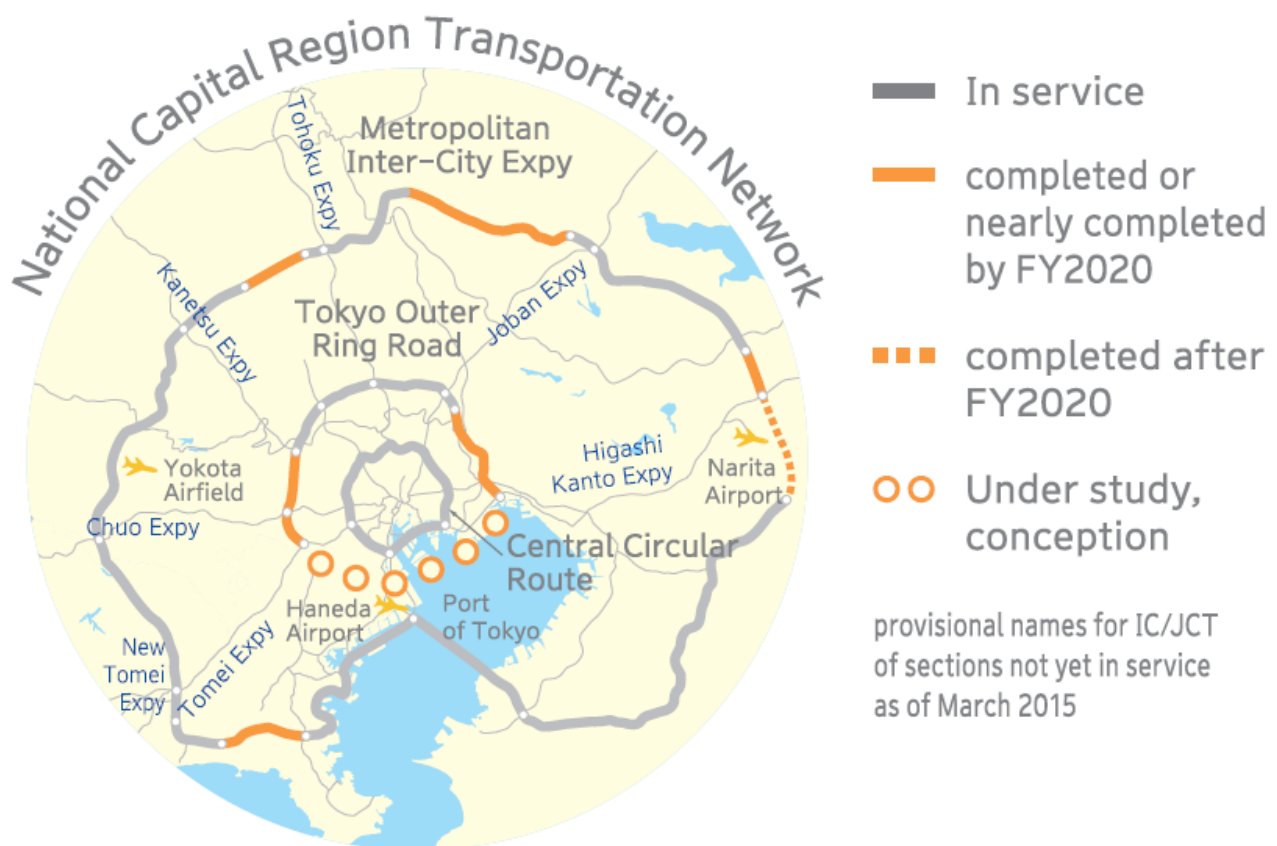 National Capital Region Transportation Network
Tohoku Expy
Metropolitan
Inter-City Expy
Kanetsu Expy
Tokyo Outer
Ring Road
Joban Expy
Yokota
Airfield
Higashi
Kanto Expy
Narita
Airport
Chuo Expy
Central Circular
Route
Haneda
Airport
Port
of Tokyo
New
Tomei
Expy
Tomei Expy
In service
completed or
nearly completed
by FY2020
completed after
FY2020
Under study,
conception
provisional names for IC/JCT
of sections not yet in service
as of March 2015